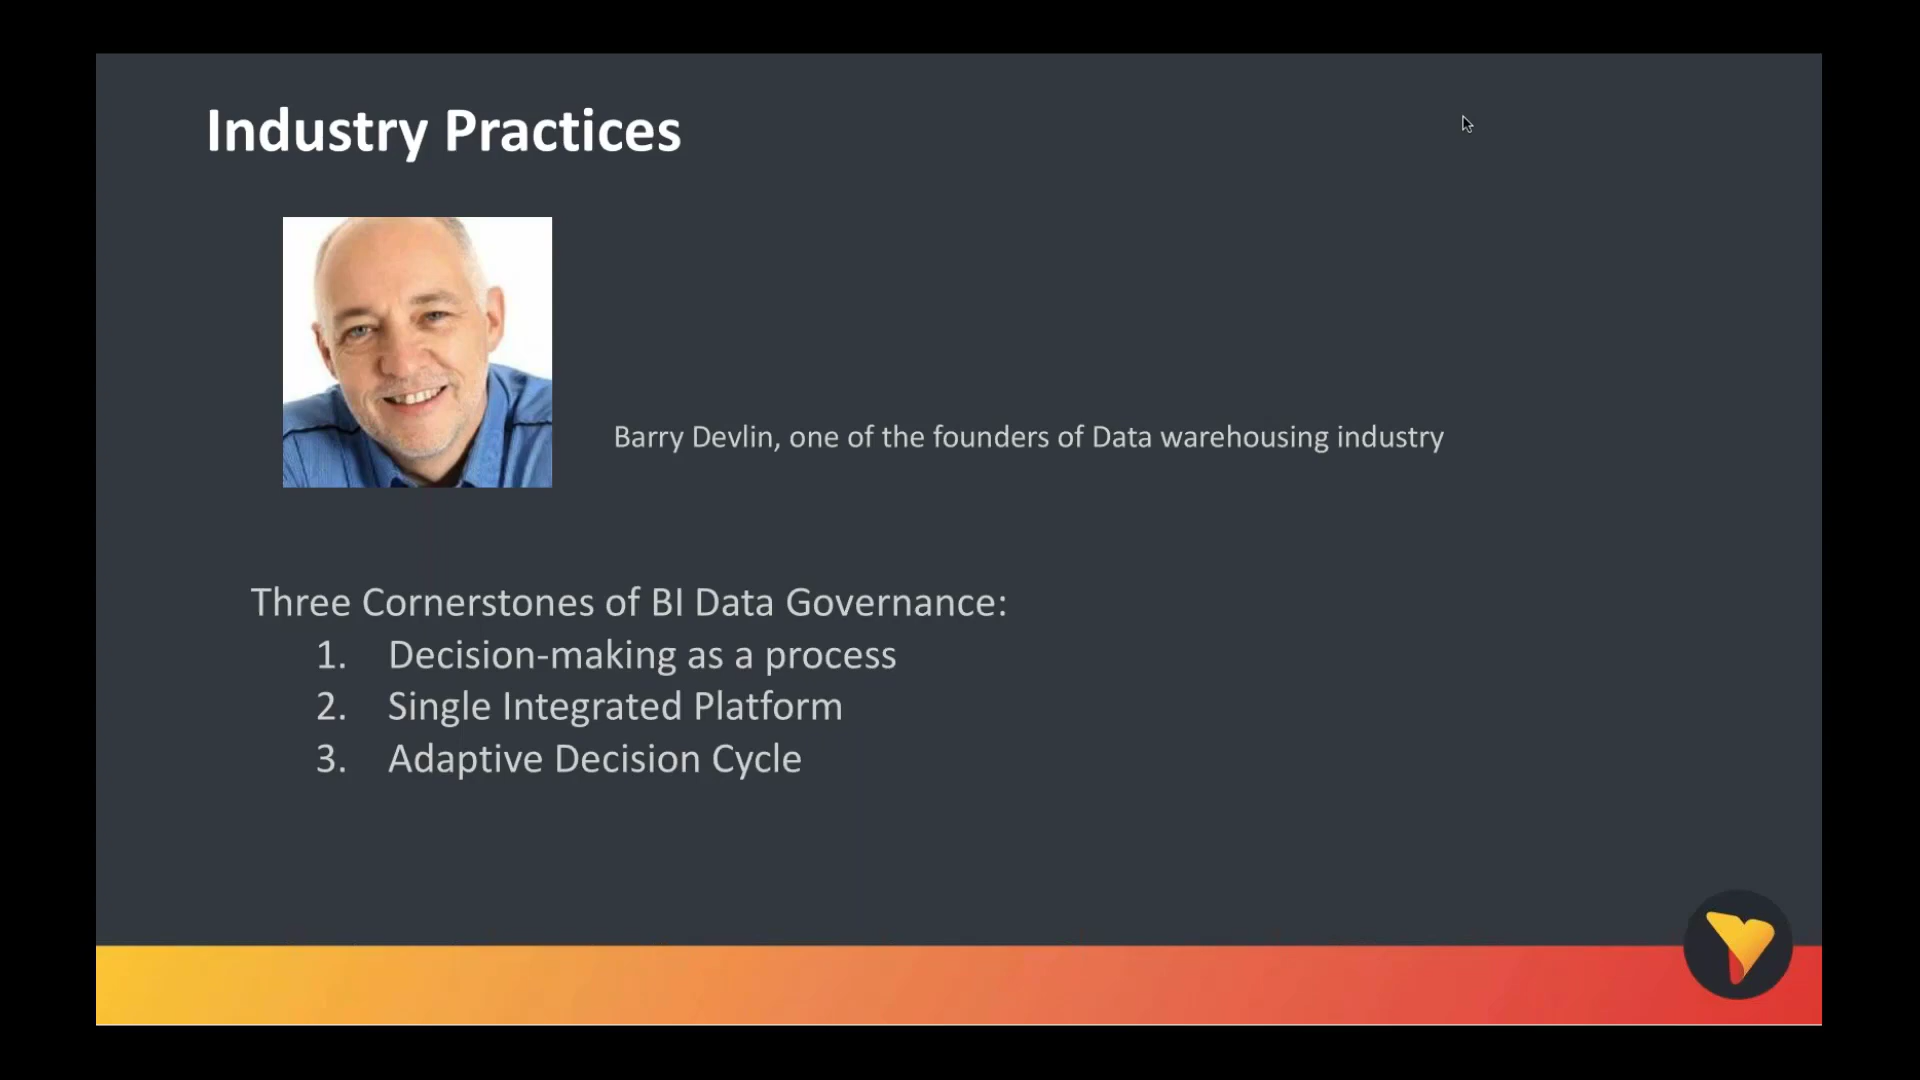 Industry Practices
Barry Devlin, one of the founders of Data warehousing industry
Three Cornerstones of BI Data Governance:
1. Decision-making as a process
2. Single Integrated Platform
3. Adaptive Decision Cycle